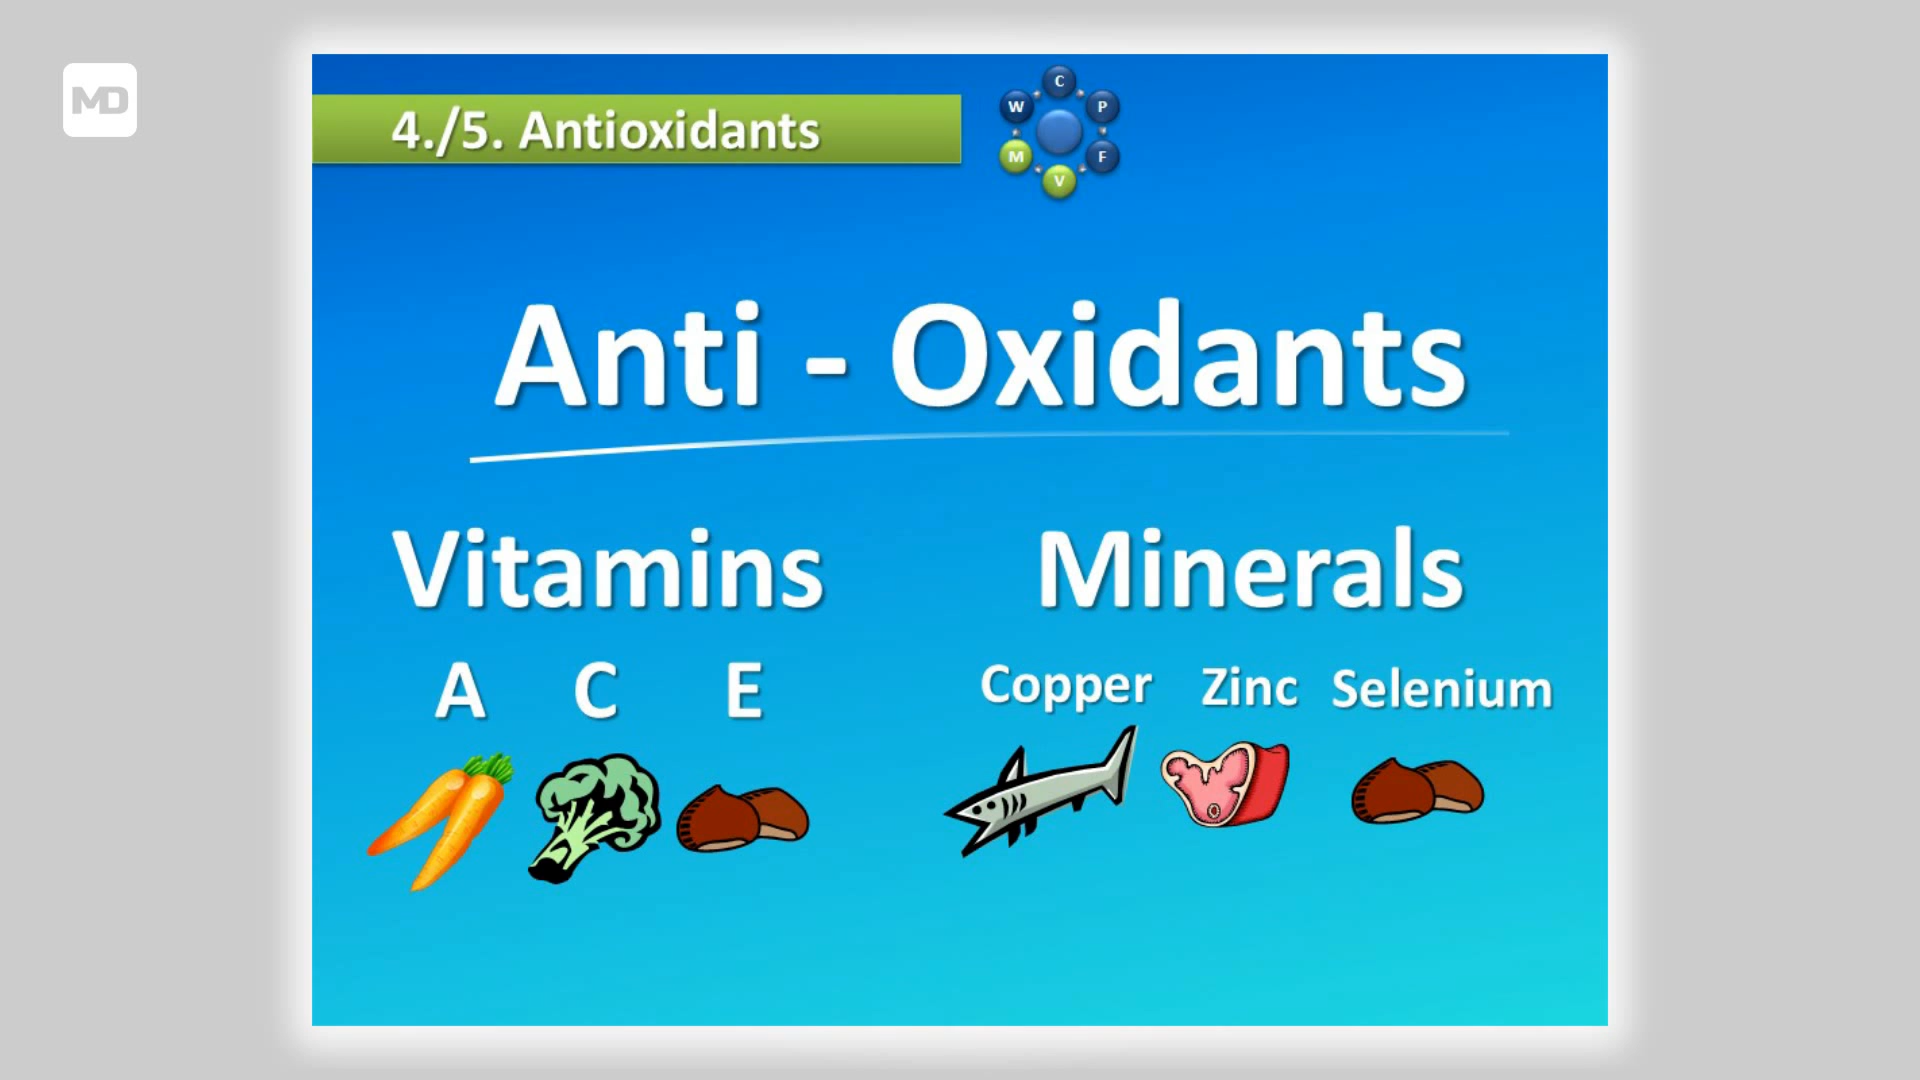 MD
4./5. Antioxidants
C
W P
M F
V
Anti - Oxidants
Vitamins Minerals
A C E Copper Zinc Selenium